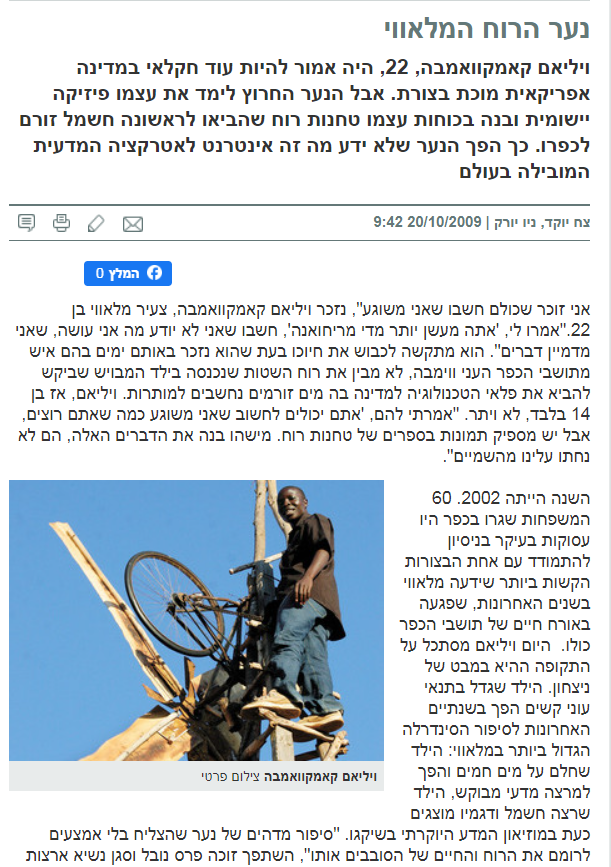 נער הרוח המלאווי
ויליאם קאמקוואמבה, 22, היה אמור להיות עוד חקלאי במדינה
אפריקאית מוכת בצורת. אבל הנער החרוץ לימד את עצמו פיזיקה
יישומית ובנה בכוחות עצמו טחנות רוח שהביאו לראשונה חשמל זורם
לכפרו. כך הפך הנער שלא ידע מה זה אינטרנט לאטרקציה המדעית
המובילה בעולם
צח יוקד, ניו יורק | 20/10/2009 9:42
המלץ 0
אני זוכר שכולם חשבו שאני משוגע", נזכר ויליאם קאמקוואמבה, צעיר מלאווי בן
22."אמרו לי, 'אתה מעשן יותר מדי מריחואנה', חשבו שאני לא יודע מה אני עושה, שאני
מדמיין דברים". הוא מתקשה לכבוש את חיוכו בעת שהוא נזכר באותם ימים בהם איש
מתושבי הכפר העני ווימבה, לא מבין את רוח השטות שנכנסה בילד המבויש שביקש
להביא את פלאי הטכנולוגיה למדינה בה מים זורמים נחשבים למותרות. ויליאם, אז בן
14 בלבד, לא ויתר. "אמרתי להם, 'אתם יכולים לחשוב שאני משוגע כמה שאתם רוצים,
אבל יש מספיק תמונות בספרים של טחנות רוח. מישהו בנה את הדברים האלה, הם לא
נחתו עלינו מהשמיים".
השנה הייתה 2002. 60
המשפחות שגרו בכפר היו
עסוקות בעיקר בניסיון
להתמודד עם אחת הבצורות
הקשות ביותר שידעה מלאווי
בשנים האחרונות, שפגעה
באורח חיים של תושבי הכפר
כולו. היום ויליאם מסתכל על
התקופה ההיא במבט של
ניצחון. הילד שגדל בתנאי
עוני קשים הפך בשנתיים
האחרונות לסיפור הסינדרלה
הגדול ביותר במלאווי: הילד
שחלם על מים חמים והפך
למרצה מדעי מבוקש, הילד
שרצה חשמל ודגמיו מוצגים
כעת במוזיאון המדע היוקרתי בשיקגו. "סיפור מדהים של נער שהצליח בלי אמצעים
לרומם את הרוח והחיים של הסובבים אותו", השתפך זוכה פרס נובל וסגן נשיא ארצות
ויליאם קאמקוואמבה צילום פרטי